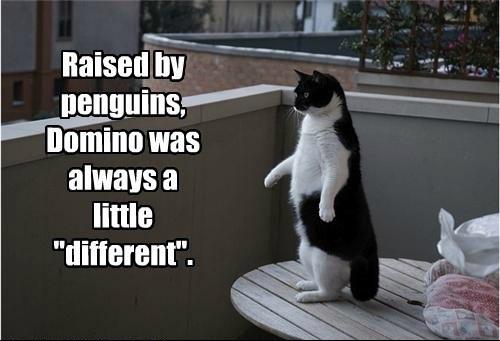 Raised by
penguins,
Domino was
always a
little
"different".